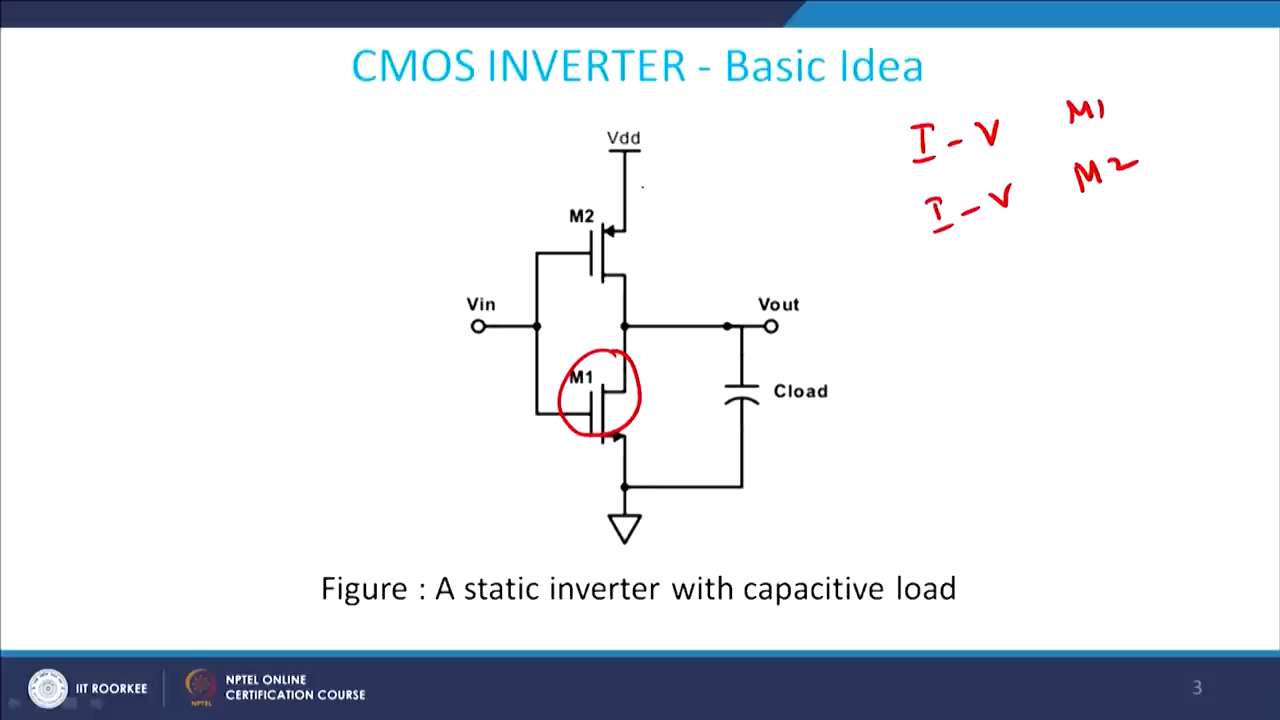 CMOS INVERTER - Basic Idea
I - V M1
I - V M2
Vdd
M2
Vin
Vout
M1
Cload
Figure : A static inverter with capacitive load
IIT ROORKEE
NPTEL ONLINE
CERTIFICATION COURSE
NPTEL
3